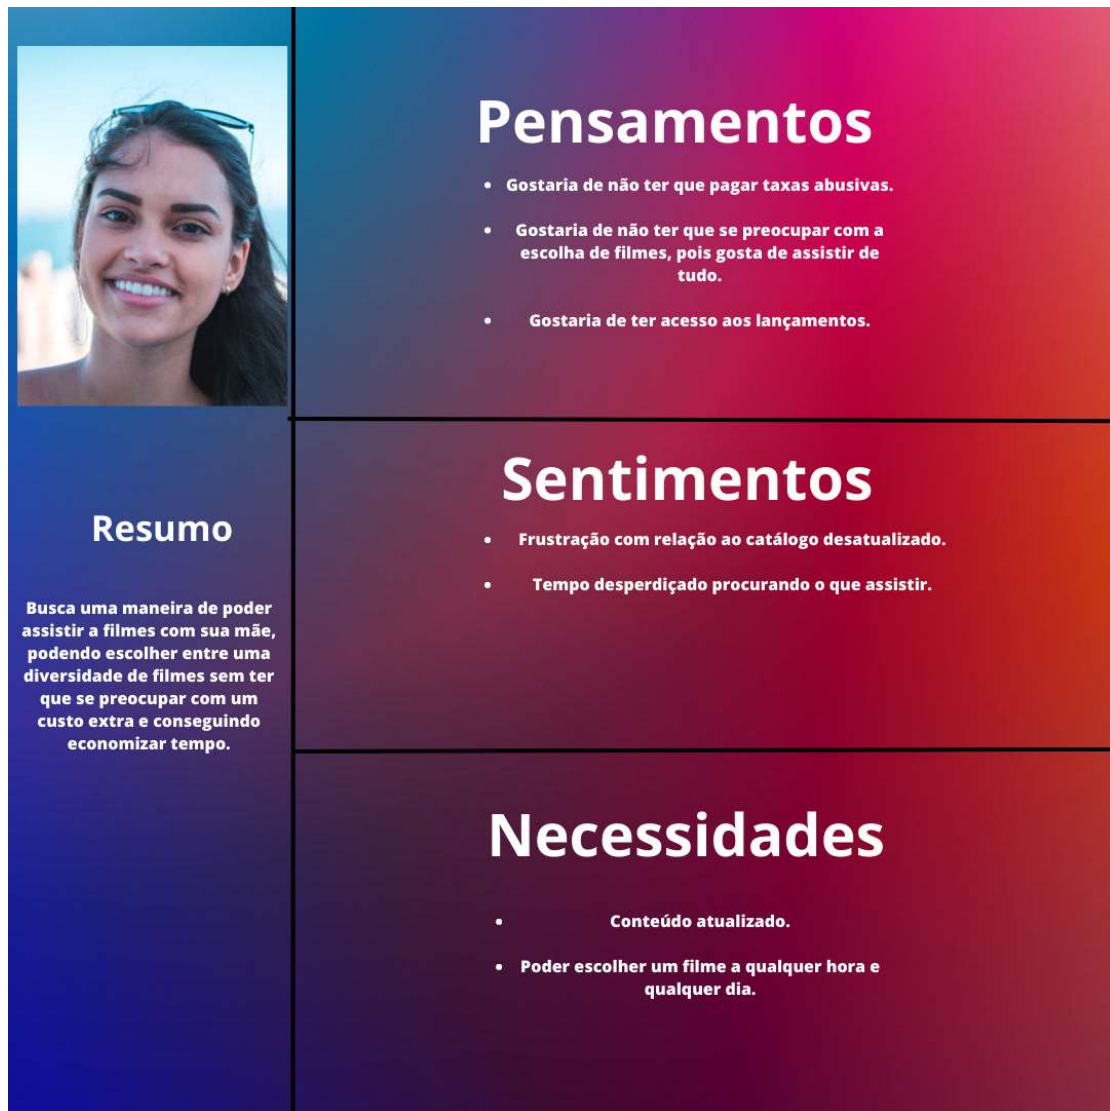 Pensamentos
• Gostaria de não ter que pagar taxas abusivas.
• Gostaria de não ter que se preocupar com a
escolha de filmes, pois gosta de assistir de
tudo.
• Gostaria de ter acesso aos lançamentos.
Sentimentos
• Frustração com relação ao catálogo desatualizado.
• Tempo desperdiçado procurando o que assistir.
Resumo
Busca uma maneira de poder
assistir a filmes com sua mãe,
podendo escolher entre uma
diversidade de filmes sem ter
que se preocupar com um
custo extra e conseguindo
economizar tempo.
Necessidades
• Conteúdo atualizado.
• Poder escolher um filme a qualquer hora e
qualquer dia.